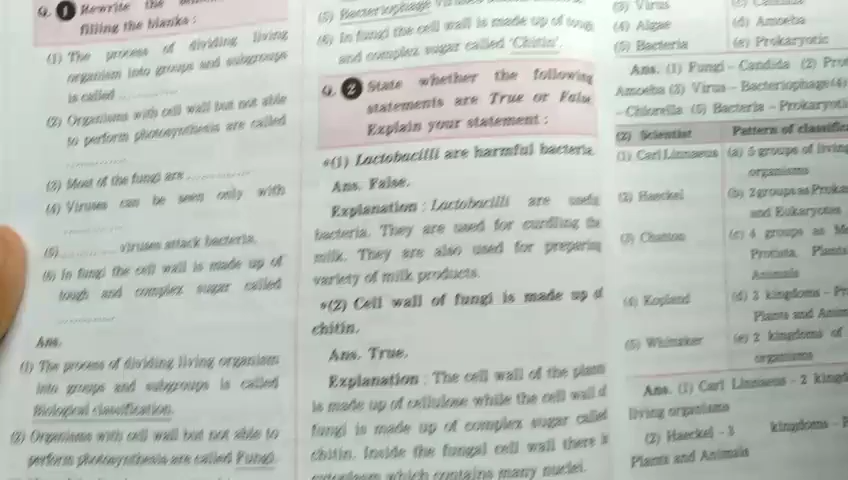 Q. 1 Rewrite the
filling the blanks :
(1) The process of dividing living
organism into groups and subgroups
is called ............
(2) Organisms with cell wall but not able
to perform photosynthesis are called
............
(3) Most of the fungi are ............
(4) Viruses can be seen only with
............
(5) ............ viruses attack bacteria.
(6) In fungi the cell wall is made up of
tough and complex sugar called
............
Ans.
(1) The process of dividing living organism
into groups and subgroups is called
Biological classification.
(2) Organisms with cell wall but not able to
perform photosynthesis are called Fungi.
(5) Bacteriophage
(6) In fungi the cell wall is made up of tough
and complex sugar called 'Chitin'.
Q. 2 State whether the following
statements are True or False
Explain your statement :
*(1) Lactobacilli are harmful bacteria.
Ans. False.
Explanation : Lactobacilli are
bacteria. They are used for curdling
milk. They are also used for preparing
variety of milk products.
*(2) Cell wall of fungi is made up of
chitin.
Ans. True.
Explanation : The cell wall of the
is made up of cellulose while the cell wall
fungi is made up of complex sugar called
chitin. Inside the fungal cell wall there
which contains many nuclei.
(3) Virus
(4) Algae (d) Amoeba
(5) Bacteria (e) Prokaryotic
Ans. (1) Fungi - Candida (2)
Amoeba (3) Virus - Bacteriophage (4)
- Chlorella (5) Bacteria -
(2) Scientist Pattern of
(1) Carl Linnaeus (a) 5 groups of living
organisms
(2) Haeckel (b) 2 groups as
and Eukaryotes
(3) Chatton (c) 4 groups as
Protista, Plants
Animals
(4) Kopland (d) 3 kingdoms -
Plants and
(5) Whittaker (e) 2 kingdoms of
organisms
Ans. (1) Carl Linnaeus - 2
living organisms
(2) Haeckel - 3 kingdoms -
Plants and Animals